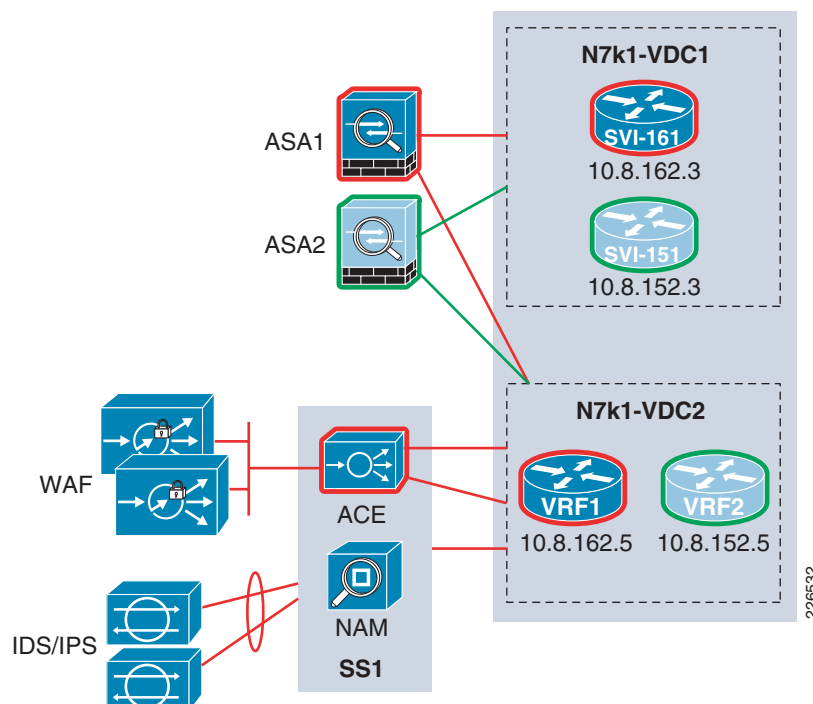 N7k1-VDC1
ASA1
SVI-161
10.8.162.3
ASA2
SVI-151
10.8.152.3
N7k1-VDC2
WAF
ACE
VRF1
VRF2
10.8.162.5
10.8.152.5
NAM
IDS/IPS
SS1
226532